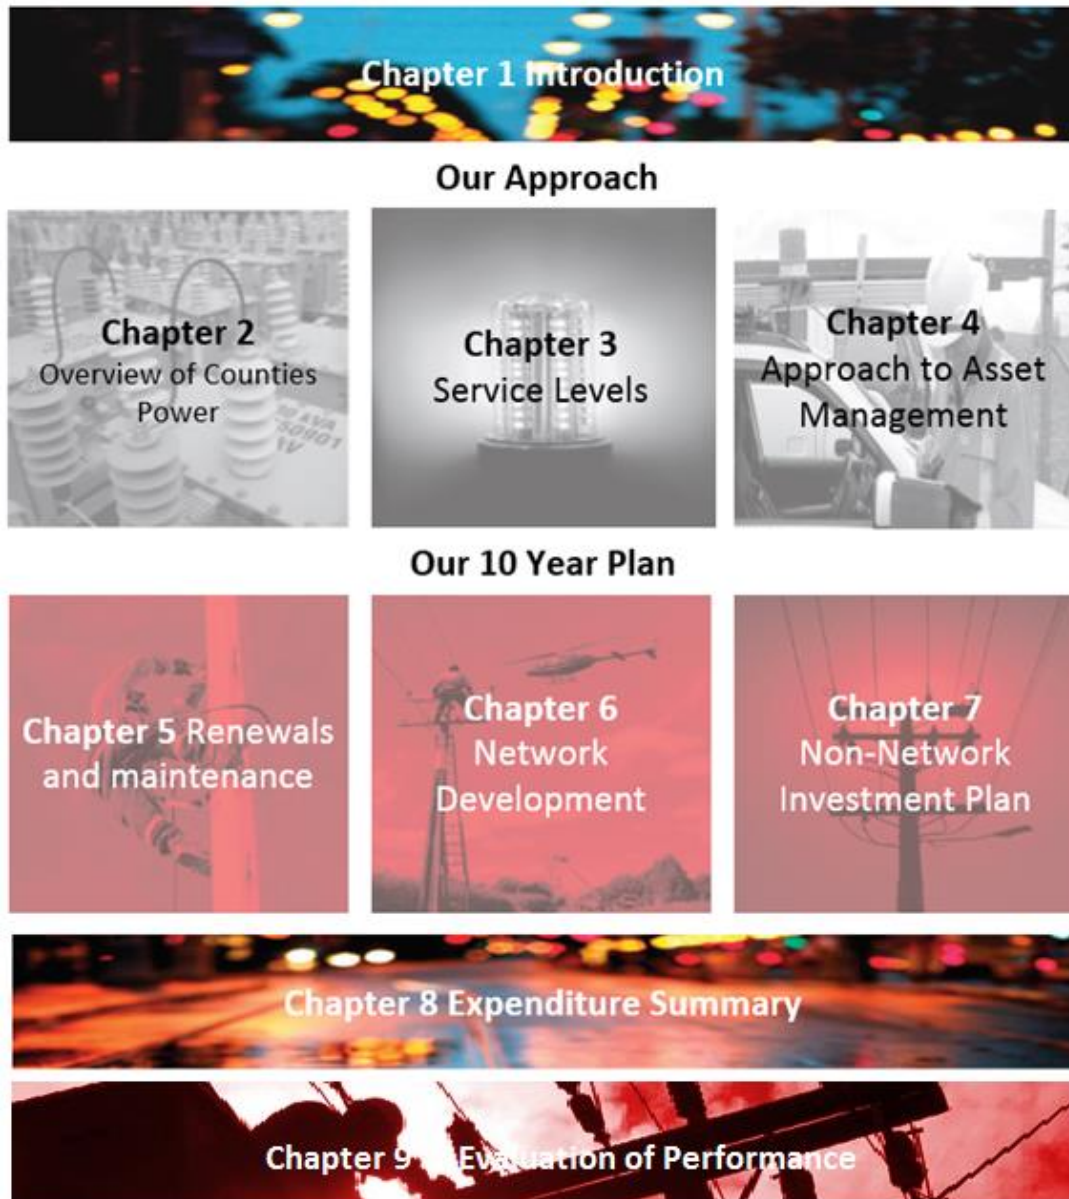 Chapter 1 Introduction
Our Approach
Chapter 2
Overview of Counties
Power
Chapter 3
Service Levels
Chapter 4
Approach to Asset
Management
Our 10 Year Plan
Chapter 5 Renewals
and maintenance
Chapter 6
Network
Development
Chapter 7
Non-Network
Investment Plan
Chapter 8 Expenditure Summary
Chapter 9 Evaluation of Performance